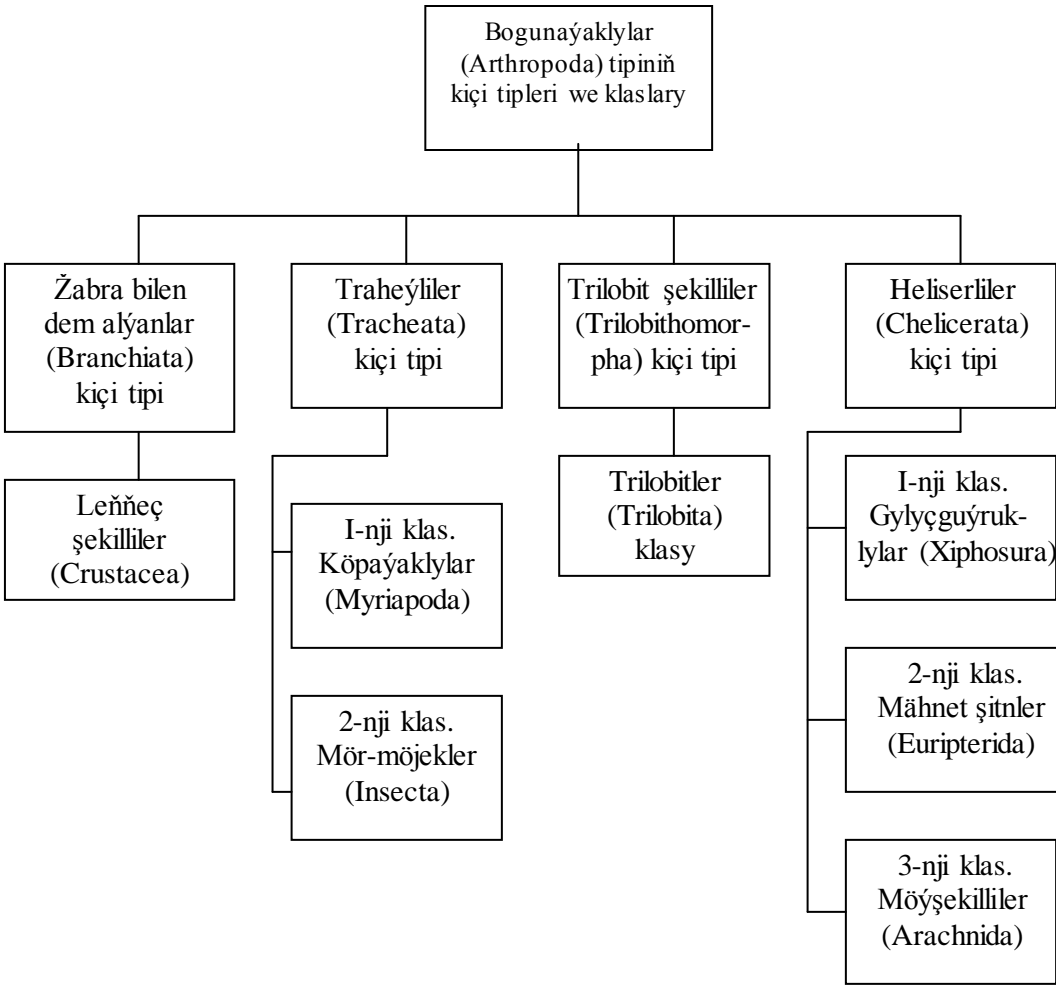 Bogunaýaklylar
(Arthropoda) tipiniň
kiçi tipleri we klaslary
Žabra bilen
dem alýanlar
(Branchiata)
kiçi tipi
Traheýliler
(Tracheata)
kiçi tipi
Trilobit şekilliler
(Trilobithomor-
pha) kiçi tipi
Heliserliler
(Chelicerata)
kiçi tipi
Leňňeç
şekilliler
(Crustacea)
I-nji klas.
Köpaýaklylar
(Myriapoda)
2-nji klas.
Mör-möjekler
(Insecta)
Trilobitler
(Trilobita)
klasy
I-nji klas.
Gylyçguýruk-
lylar (Xiphosura)
2-nji klas.
Mähnet şitnler
(Euripterida)
3-nji klas.
Möýşekilliler
(Arachnida)